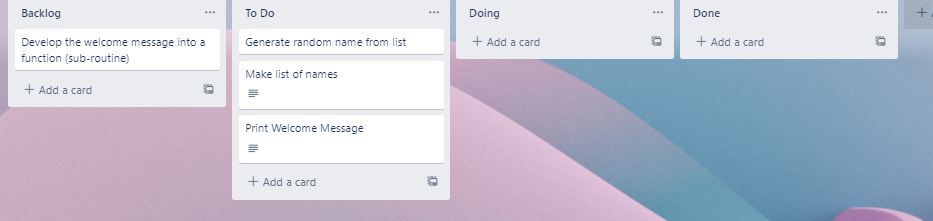 Backlog
Develop the welcome message into a
function (sub-routine)
+ Add a card
To Do
Generate random name from list
Make list of names
Print Welcome Message
+ Add a card
Doing
+ Add a card
Done
+ Add a card
+